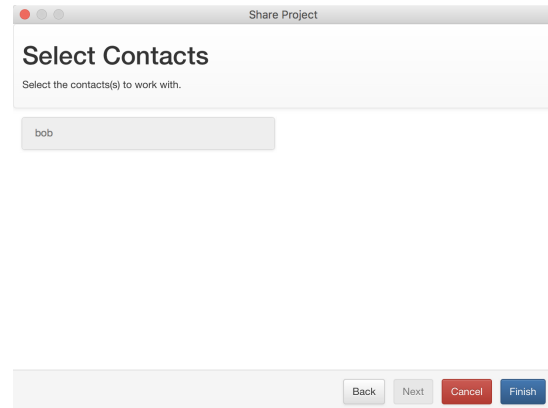 Share Project
Select Contacts
Select the contacts(s) to work with.
bob
Back Next Cancel Finish